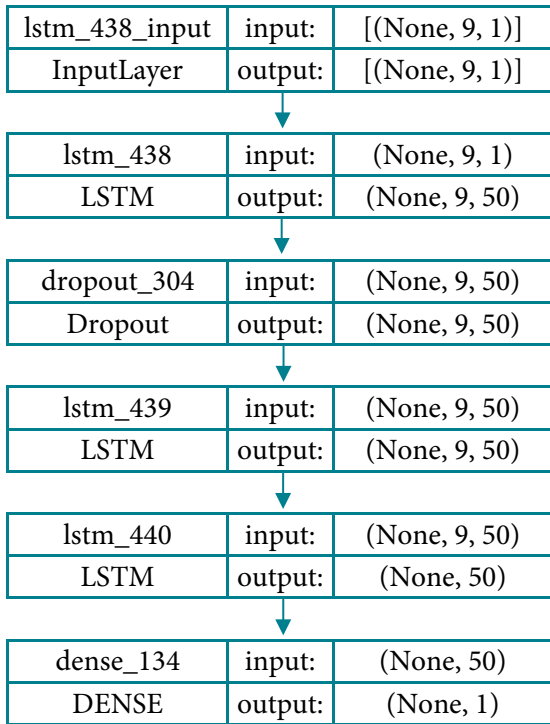 lstm_438_input input: [(None, 9, 1)]
InputLayer output: [(None, 9, 1)]
lstm_438 input: (None, 9, 1)
LSTM output: (None, 9, 50)
dropout_304 input: (None, 9, 50)
Dropout output: (None, 9, 50)
lstm_439 input: (None, 9, 50)
LSTM output: (None, 9, 50)
lstm_440 input: (None, 9, 50)
LSTM output: (None, 50)
dense_134 input: (None, 50)
DENSE output: (None, 1)